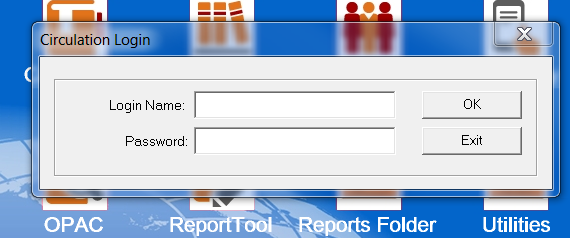 Circulation Login
Login Name:
OK
Password:
Exit
OPAC
ReportTool
Reports Folder
Utilities